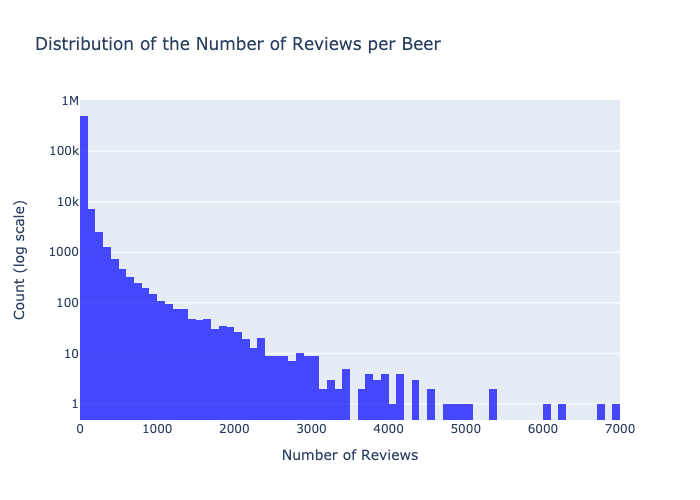 Distribution of the Number of Reviews per Beer
1M
100k
10k
1000
100
10
1
Count (log scale)
0 1000 2000 3000 4000 5000 6000 7000
Number of Reviews